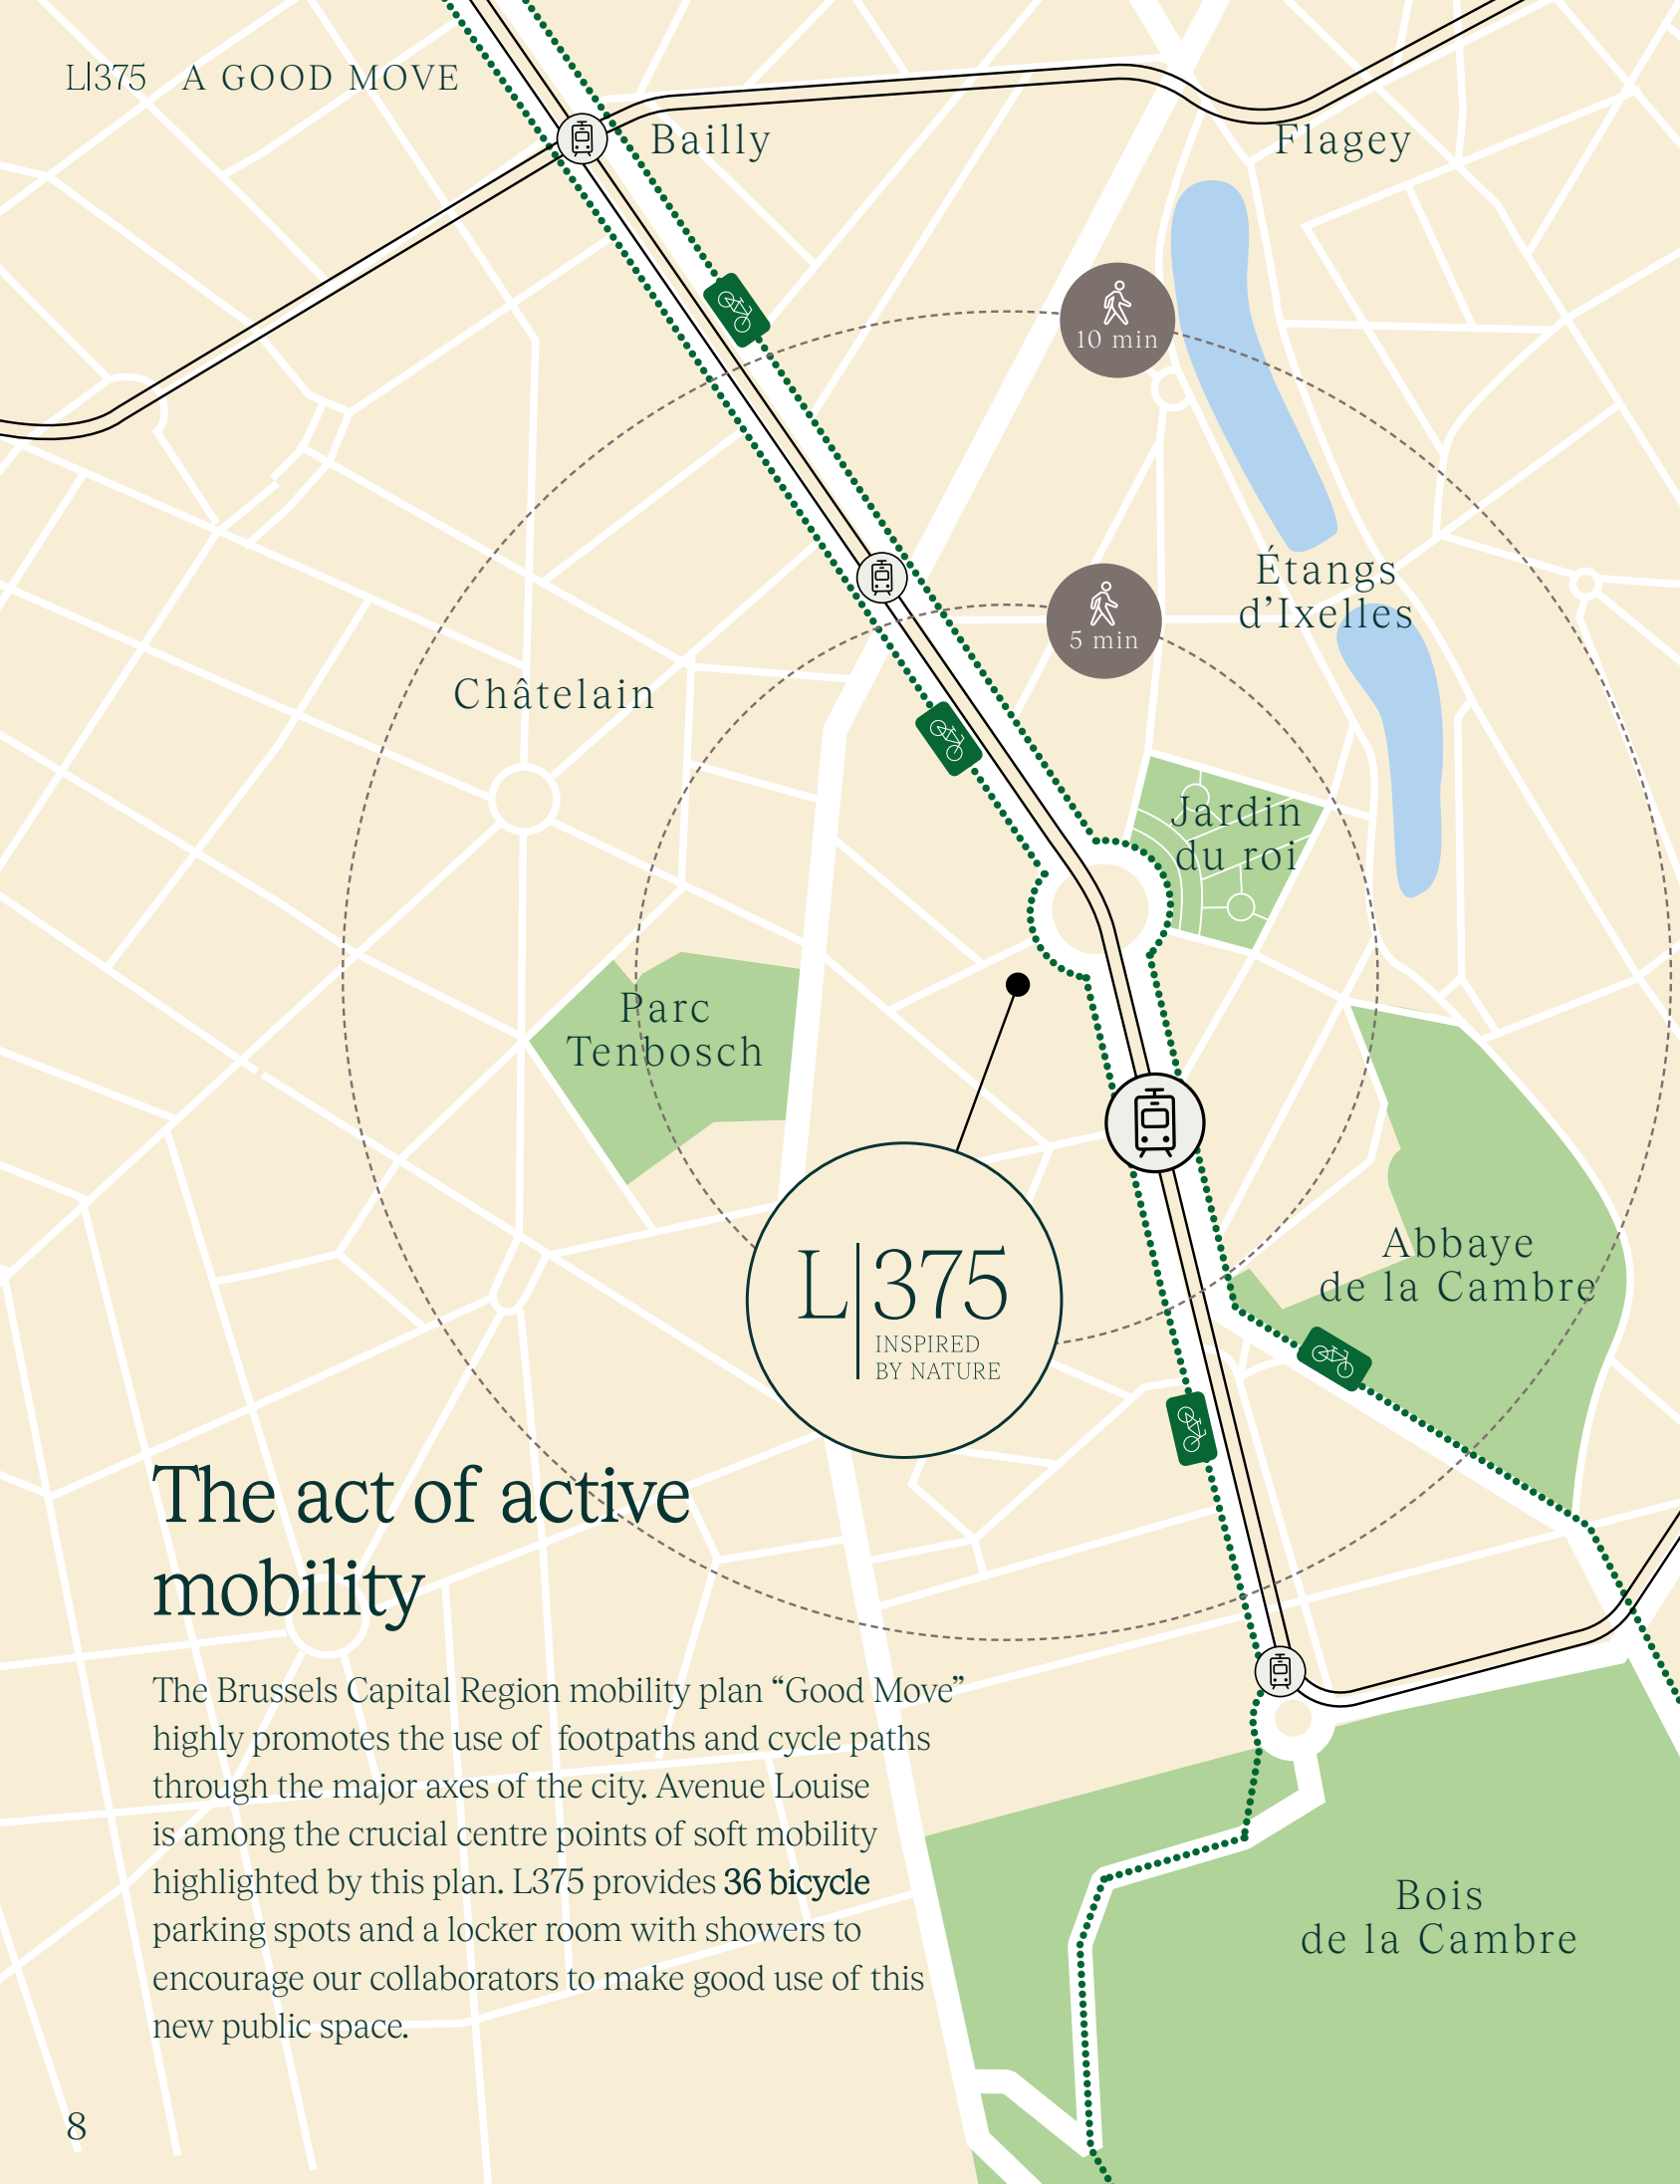 L|375 A GOOD MOVE
Bailly
Flagey
10 min
Étangs
d’Ixelles
5 min
Châtelain
Jardin
du roi
Parc
Tenbosch
Abbaye
de la Cambre
L|375
INSPIRED
BY NATURE
The act of active
mobility
The Brussels Capital Region mobility plan “Good Move”
highly promotes the use of footpaths and cycle paths
through the major axes of the city. Avenue Louise
is among the crucial centre points of soft mobility
highlighted by this plan. L375 provides 36 bicycle
parking spots and a locker room with showers to
encourage our collaborators to make good use of this
new public space.
Bois
de la Cambre
8